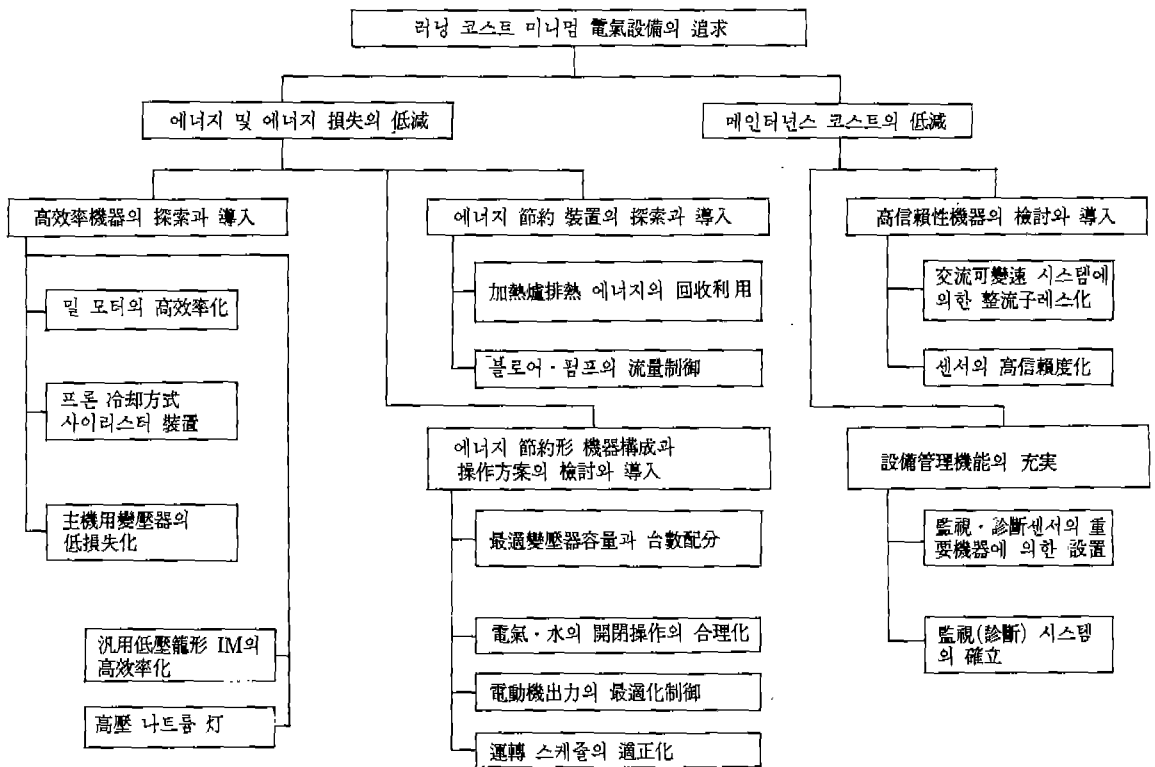 러닝 코스트 미니멈 電氣設備의 追求
에너지 및 에너지 損失의 低減
메인터넌스 코스트의 低減
高效率機器의 探索과 導入
밀 모터의 高效率化
프론 冷却方式
사이리스터 裝置
主機用變壓器의
低損失化
汎用低壓籠形 IM의
高效率化
高壓 나트륨 灯
에너지 節約 裝置의 探索과 導入
加熱爐排熱 에너지의 回收利用
블로어·펌프의 流量制御
에너지 節約形 機器構成과
操作方案의 檢討와 導入
最適變壓器容量과 台數配分
電氣·水의 開閉操作의 合理化
電動機出力의 最適化制御
運轉 스케쥴의 適正化
高信賴性機器의 檢討와 導入
交流可變速 시스템에
의한 整流子레스化
센서의 高信賴度化
設備管理機能의 充実
監視·診斷센서의 重
要機器에 의한 設置
監視(診斷) 시스템
의 確立